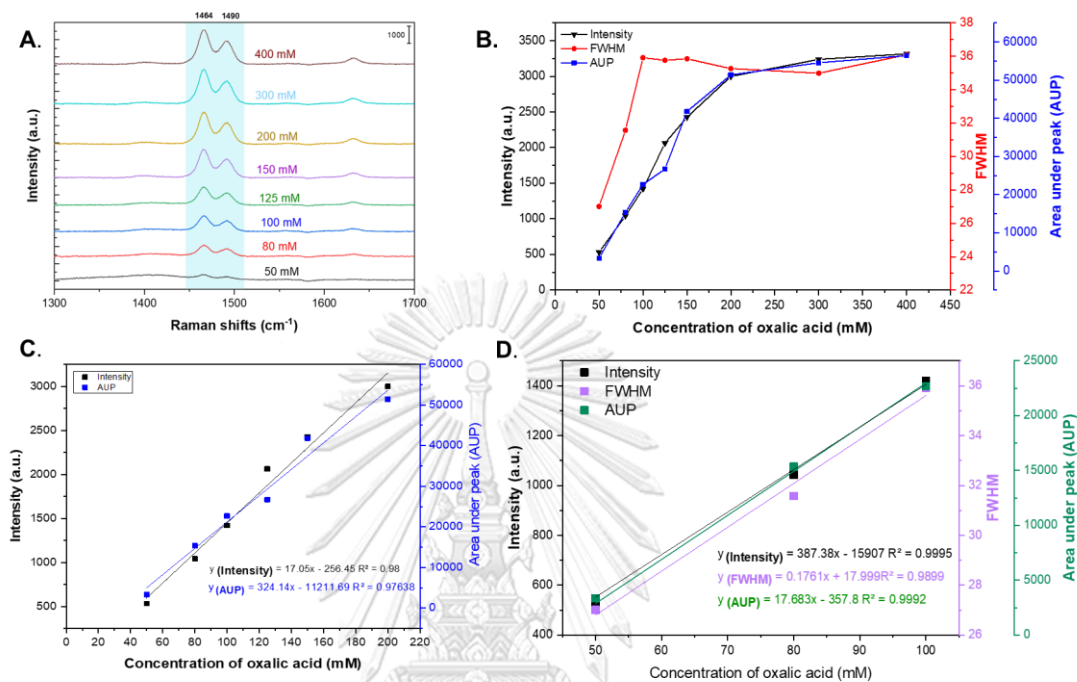 A.
1464 1490
1000
400 mM
300 mM
200 mM
150 mM
125 mM
100 mM
80 mM
50 mM
Intensity (a.u.)
1300 1400 1500 1600 1700
Raman shifts (cm⁻¹)
B.
Intensity
FWHM
AUP
3500
3000
2500
2000
1500
1000
500
0
Intensity (a.u.)
38
36
34
32
30
28
26
24
22
FWHM
60000
50000
40000
30000
20000
10000
0
Area under peak (AUP)
0 50 100 150 200 250 300 350 400 450
Concentration of oxalic acid (mM)
C.
Intensity
AUP
3000
2500
2000
1500
1000
500
Intensity (a.u.)
60000
50000
40000
30000
20000
10000
0
Area under peak (AUP)
y (Intensity) = 17.05x - 256.45 R² = 0.98
y (AUP) = 324.14x - 11211.69 R² = 0.97638
0 20 40 60 80 100 120 140 160 180 200 220
Concentration of oxalic acid (mM)
D.
Intensity
FWHM
AUP
1400
1200
1000
800
600
400
Intensity (a.u.)
36
34
32
30
28
26
FWHM
25000
20000
15000
10000
5000
0
Area under peak (AUP)
y (Intensity) = 387.38x - 15907 R² = 0.9995
y (FWHM) = 0.1761x + 17.999R² = 0.9899
y (AUP) = 17.683x - 357.8 R² = 0.9992
50 60 70 80 90 100
Concentration of oxalic acid (mM)